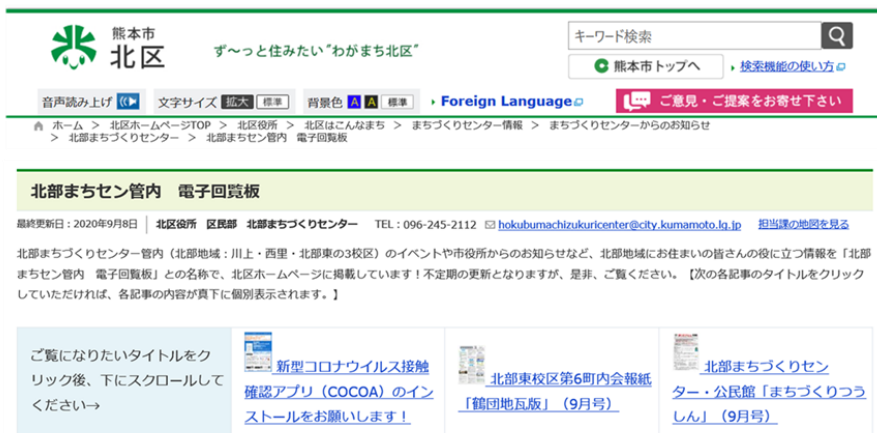 熊本市
北区
ず～っと住みたい"わがまち北区"
キーワード検索
熊本市トップへ
検索機能の使い方
音声読み上げ 文字サイズ 拡大 標準 背景色 A A 標準 Foreign Language ご意見・ご提案をお寄せ下さい
ホーム ＞ 北区ホームページTOP ＞ 北区役所 ＞ 北区はこんなまち ＞ まちづくりセンター情報 ＞ まちづくりセンターからのお知らせ
＞ 北部まちづくりセンター ＞ 北部まちセン管内 電子回覧板
北部まちセン管内 電子回覧板
最終更新日：2020年9月8日 北区役所 区民部 北部まちづくりセンター TEL：096-245-2112 hokubumachizukuricenter@city.kumamoto.lg.jp 担当課の地図を見る
北部まちづくりセンター管内（北部地域：川上・西里・北部東の3校区）のイベントや市役所からのお知らせなど、北部地域にお住まいの皆さんの役に立つ情報を「北部
まちセン管内 電子回覧板」との名称で、北区ホームページに掲載しています！不定期の更新となりますが、是非、ご覧ください。【次の各記事のタイトルをクリック
していただければ、各記事の内容が真下に個別表示されます。】
ご覧になりたいタイトルをク
リック後、下にスクロールして
ください→
新型コロナウイルス接触
確認アプリ（COCOA）のイン
ストールをお願いします！
北部東校区第6町内会報紙
「鶴団地瓦版」（9月号）
北部まちづくりセン
ター・公民館「まちづくりつう
しん」（9月号）